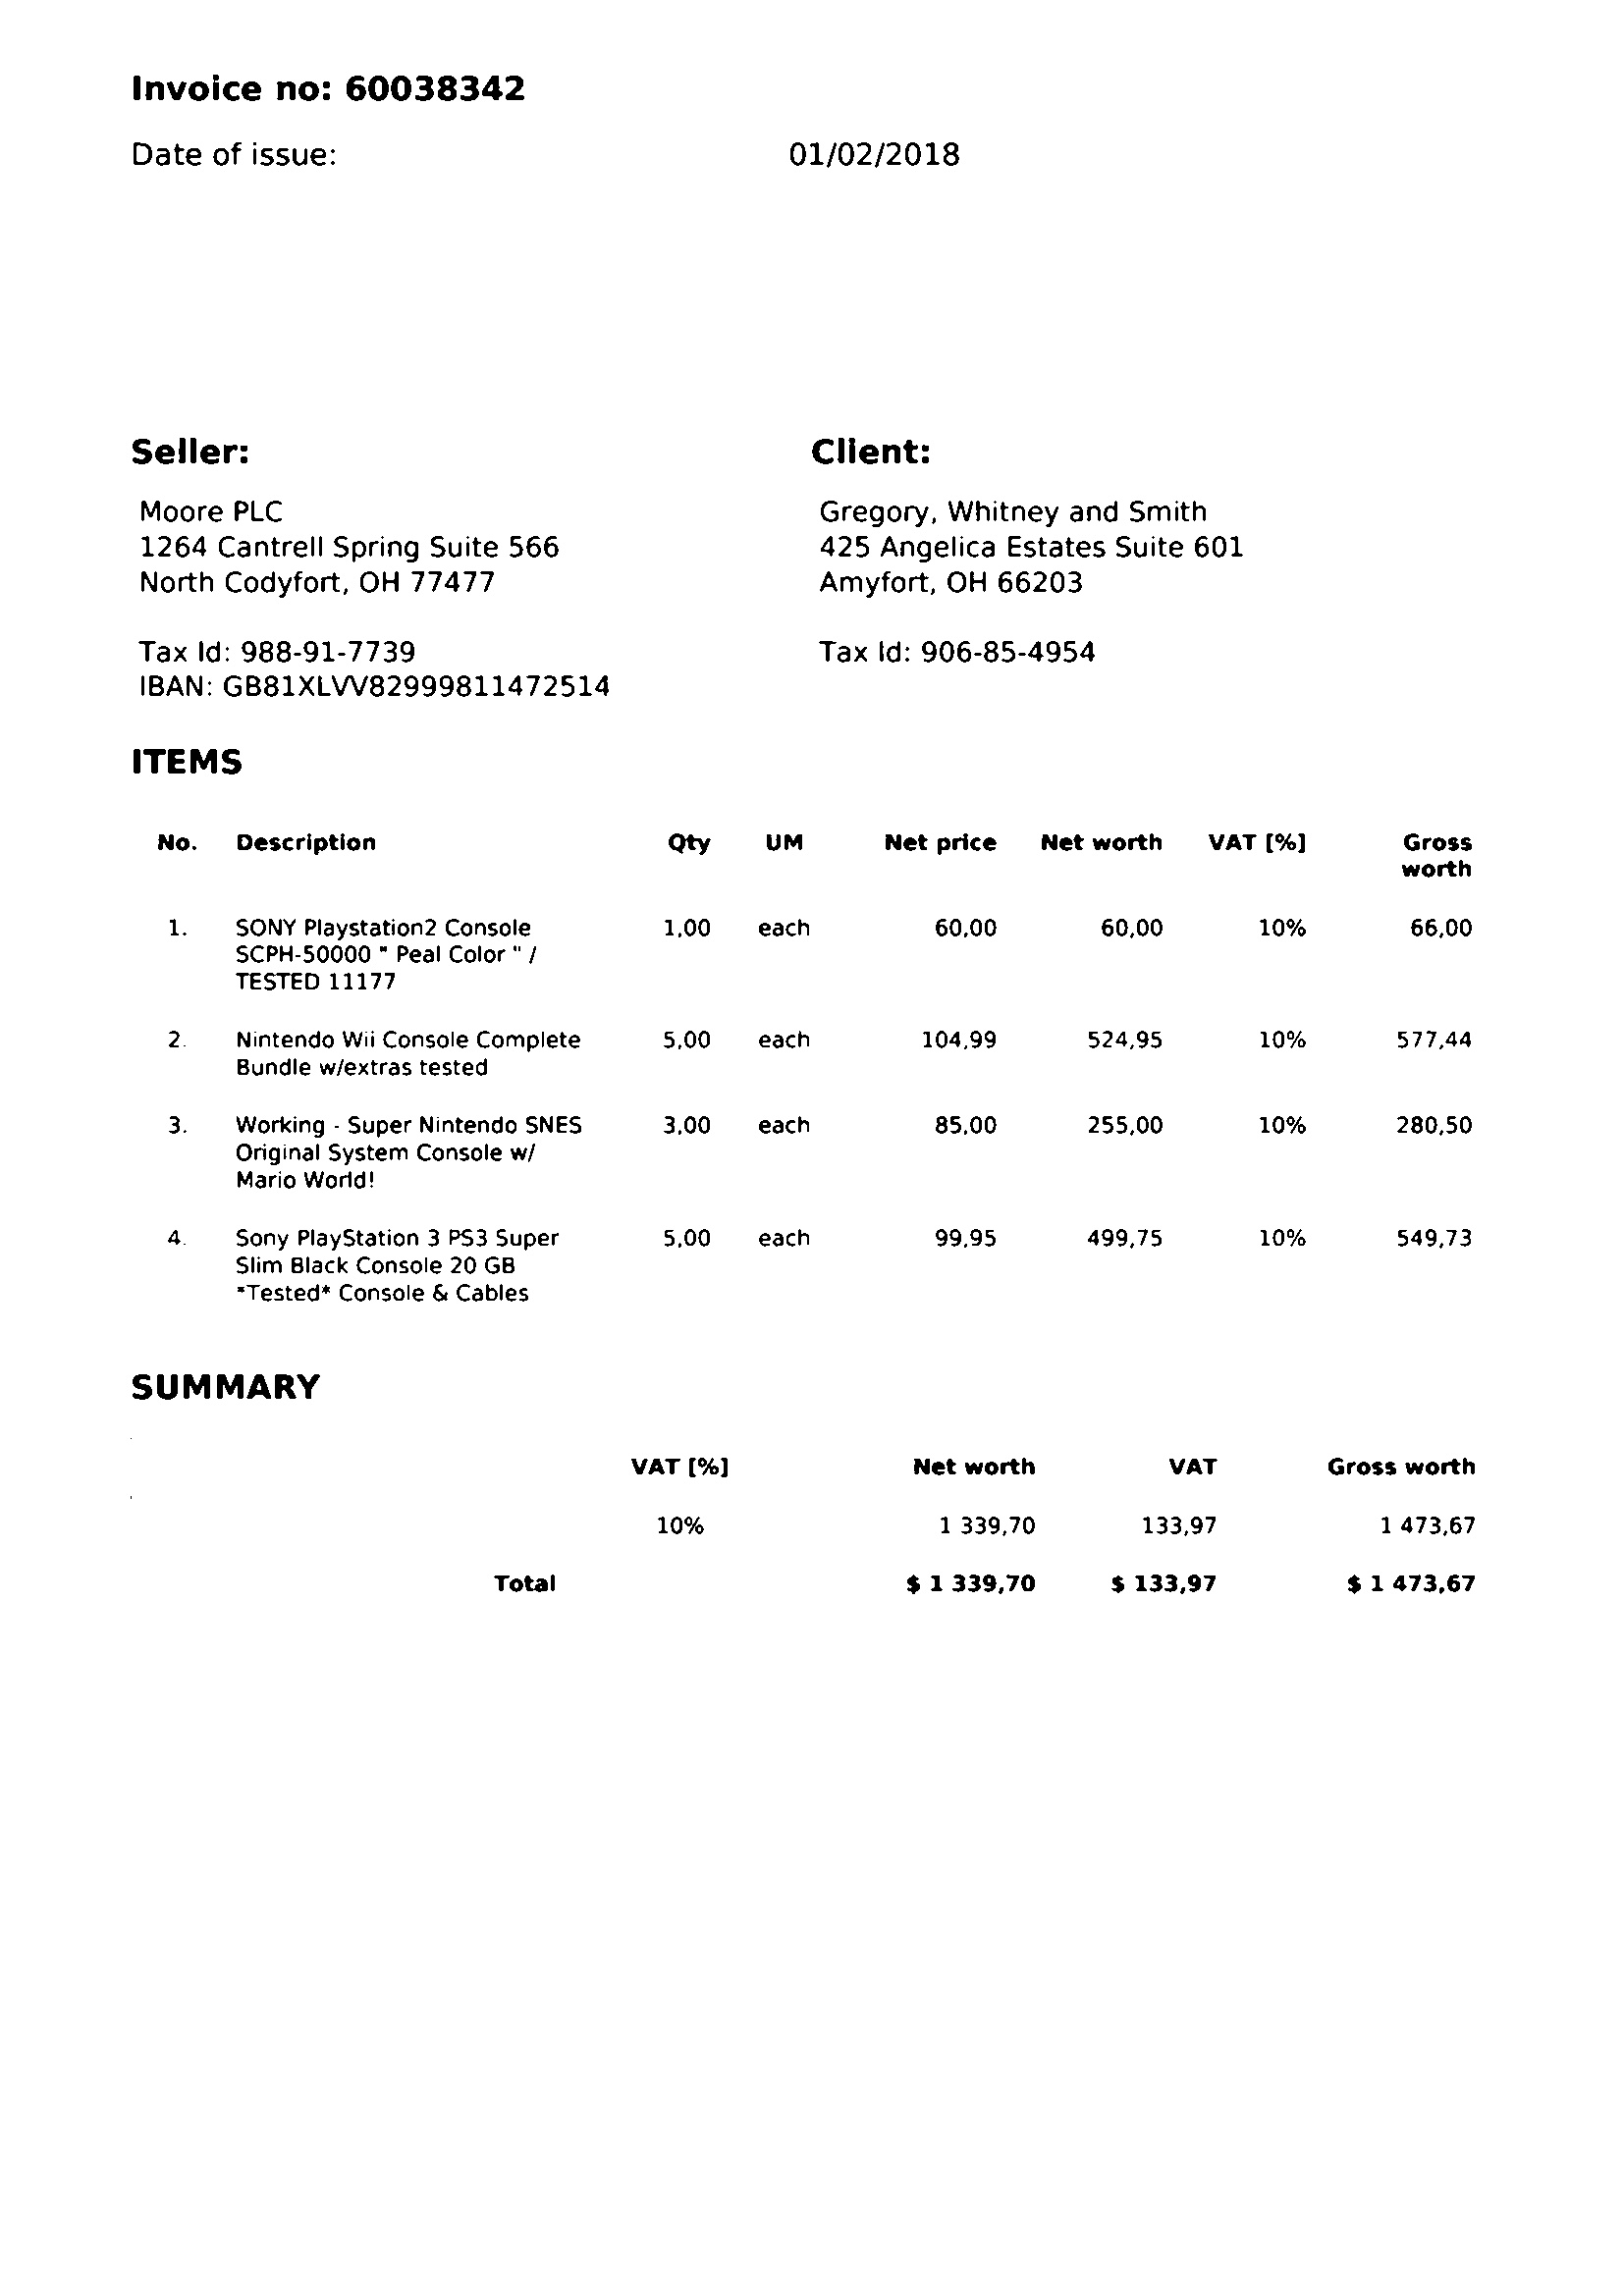 Invoice no: 60038342
Date of issue: 01/02/2018
Seller:
Moore PLC
1264 Cantrell Spring Suite 566
North Codyfort, OH 77477
Tax Id: 988-91-7739
IBAN: GB81XLVV82999811472514
Client:
Gregory, Whitney and Smith
425 Angelica Estates Suite 601
Amyfort, OH 66203
Tax Id: 906-85-4954
ITEMS
No. Description Qty UM Net price Net worth VAT [%] Gross
worth
1. SONY Playstation2 Console 1,00 each 60,00 60,00 10% 66,00
SCPH-50000 " Peal Color " /
TESTED 11177
2. Nintendo Wii Console Complete 5,00 each 104,99 524,95 10% 577,44
Bundle w/extras tested
3. Working - Super Nintendo SNES 3,00 each 85,00 255,00 10% 280,50
Original System Console w/
Mario World!
4. Sony PlayStation 3 PS3 Super 5,00 each 99,95 499,75 10% 549,73
Slim Black Console 20 GB
*Tested* Console & Cables
SUMMARY
VAT [%] Net worth VAT Gross worth
10% 1 339,70 133,97 1 473,67
Total $ 1 339,70 $ 133,97 $ 1 473,67